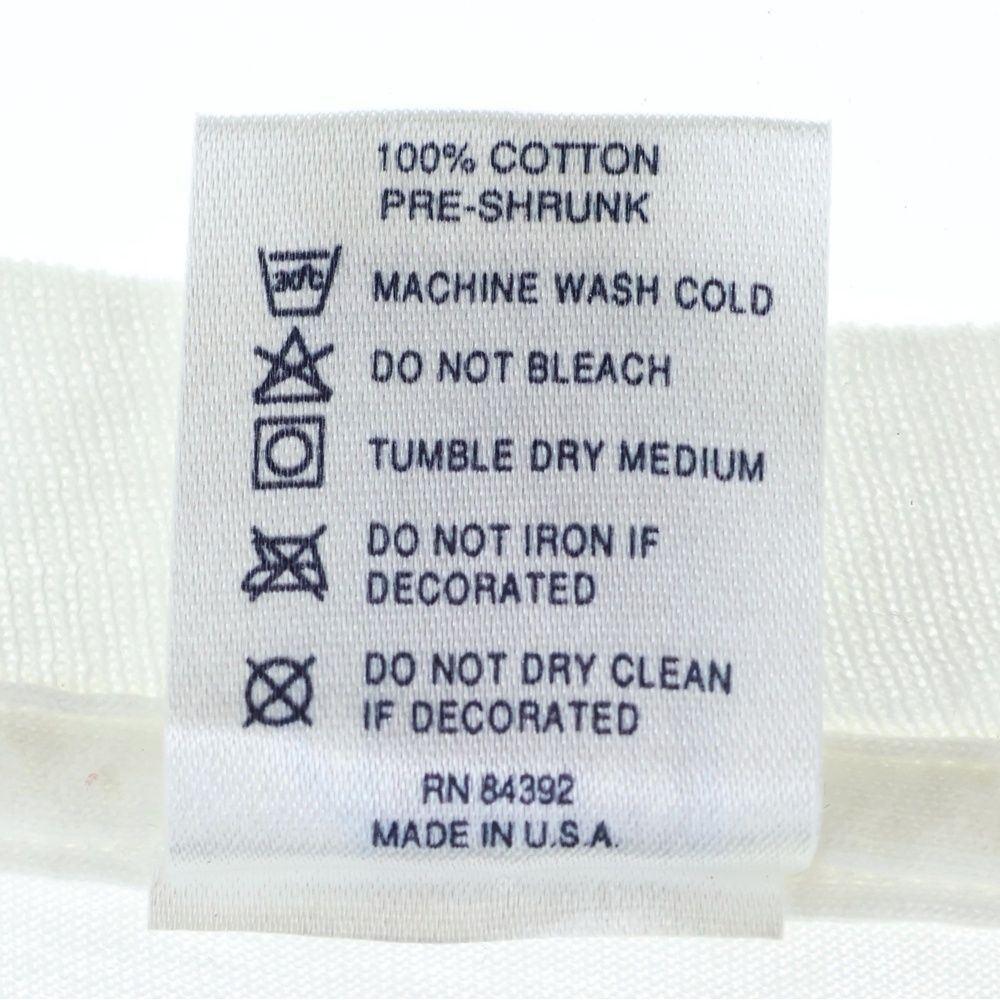 100% COTTON
PRE-SHRUNK
30°C
MACHINE WASH COLD
DO NOT BLEACH
TUMBLE DRY MEDIUM
DO NOT IRON IF
DECORATED
DO NOT DRY CLEAN
IF DECORATED
RN 84392
MADE IN U.S.A.